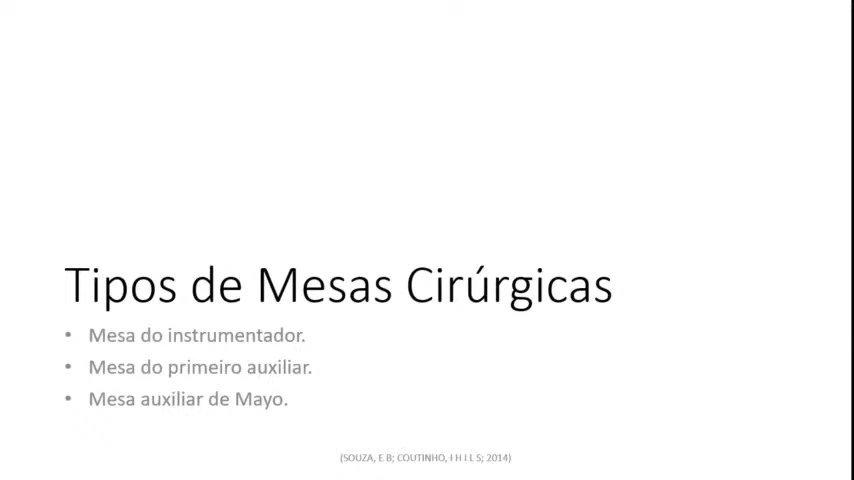 Tipos de Mesas Cirúrgicas
• Mesa do instrumentador.
• Mesa do primeiro auxiliar.
• Mesa auxiliar de Mayo.
(SOUZA, E B; COUTINHO, I H I L S; 2014)